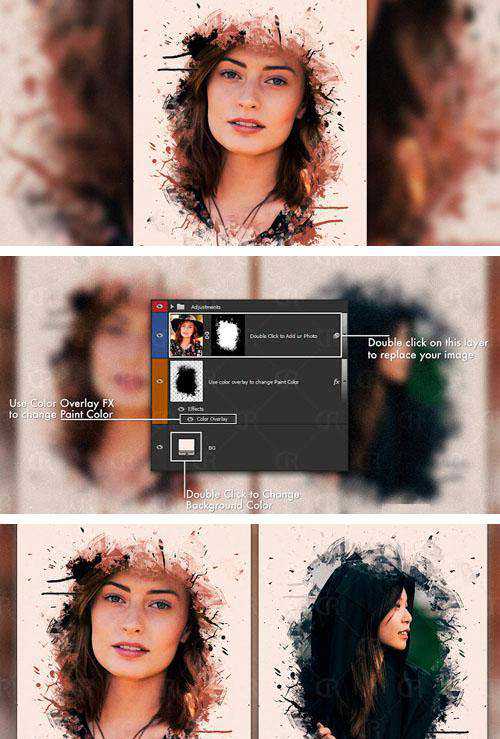 Adjustments
Double Click to Add ur Photo
Double click on this layer
to replace your image
Use color overlay to change Paint Color
fx
Use Color Overlay FX
to change Paint Color
Effects
Color Overlay
BG
Double Click to Change
Background Color